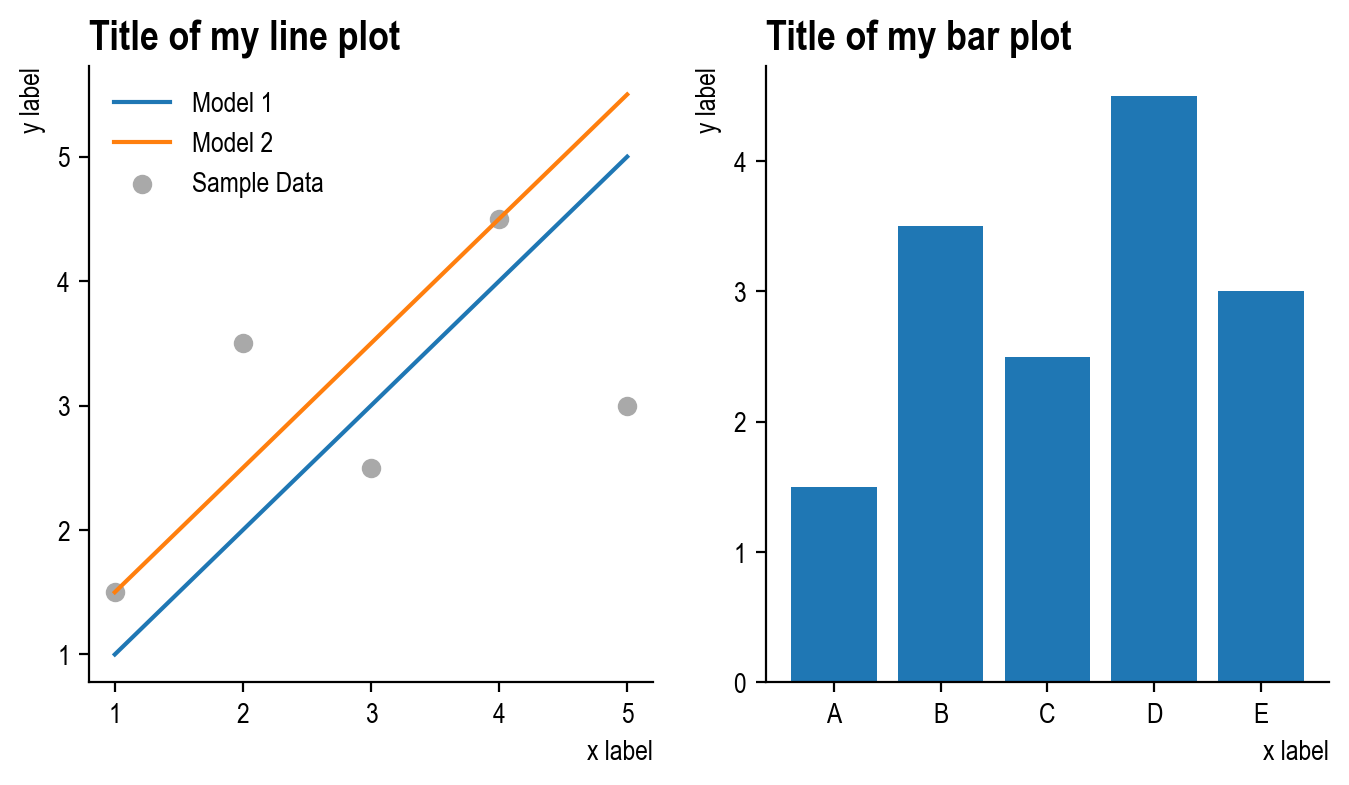 Title of my line plot
y label
Model 1
Model 2
Sample Data
5
4
3
2
1
1 2 3 4 5
x label
Title of my bar plot
y label
4
3
2
1
0
A B C D E
x label